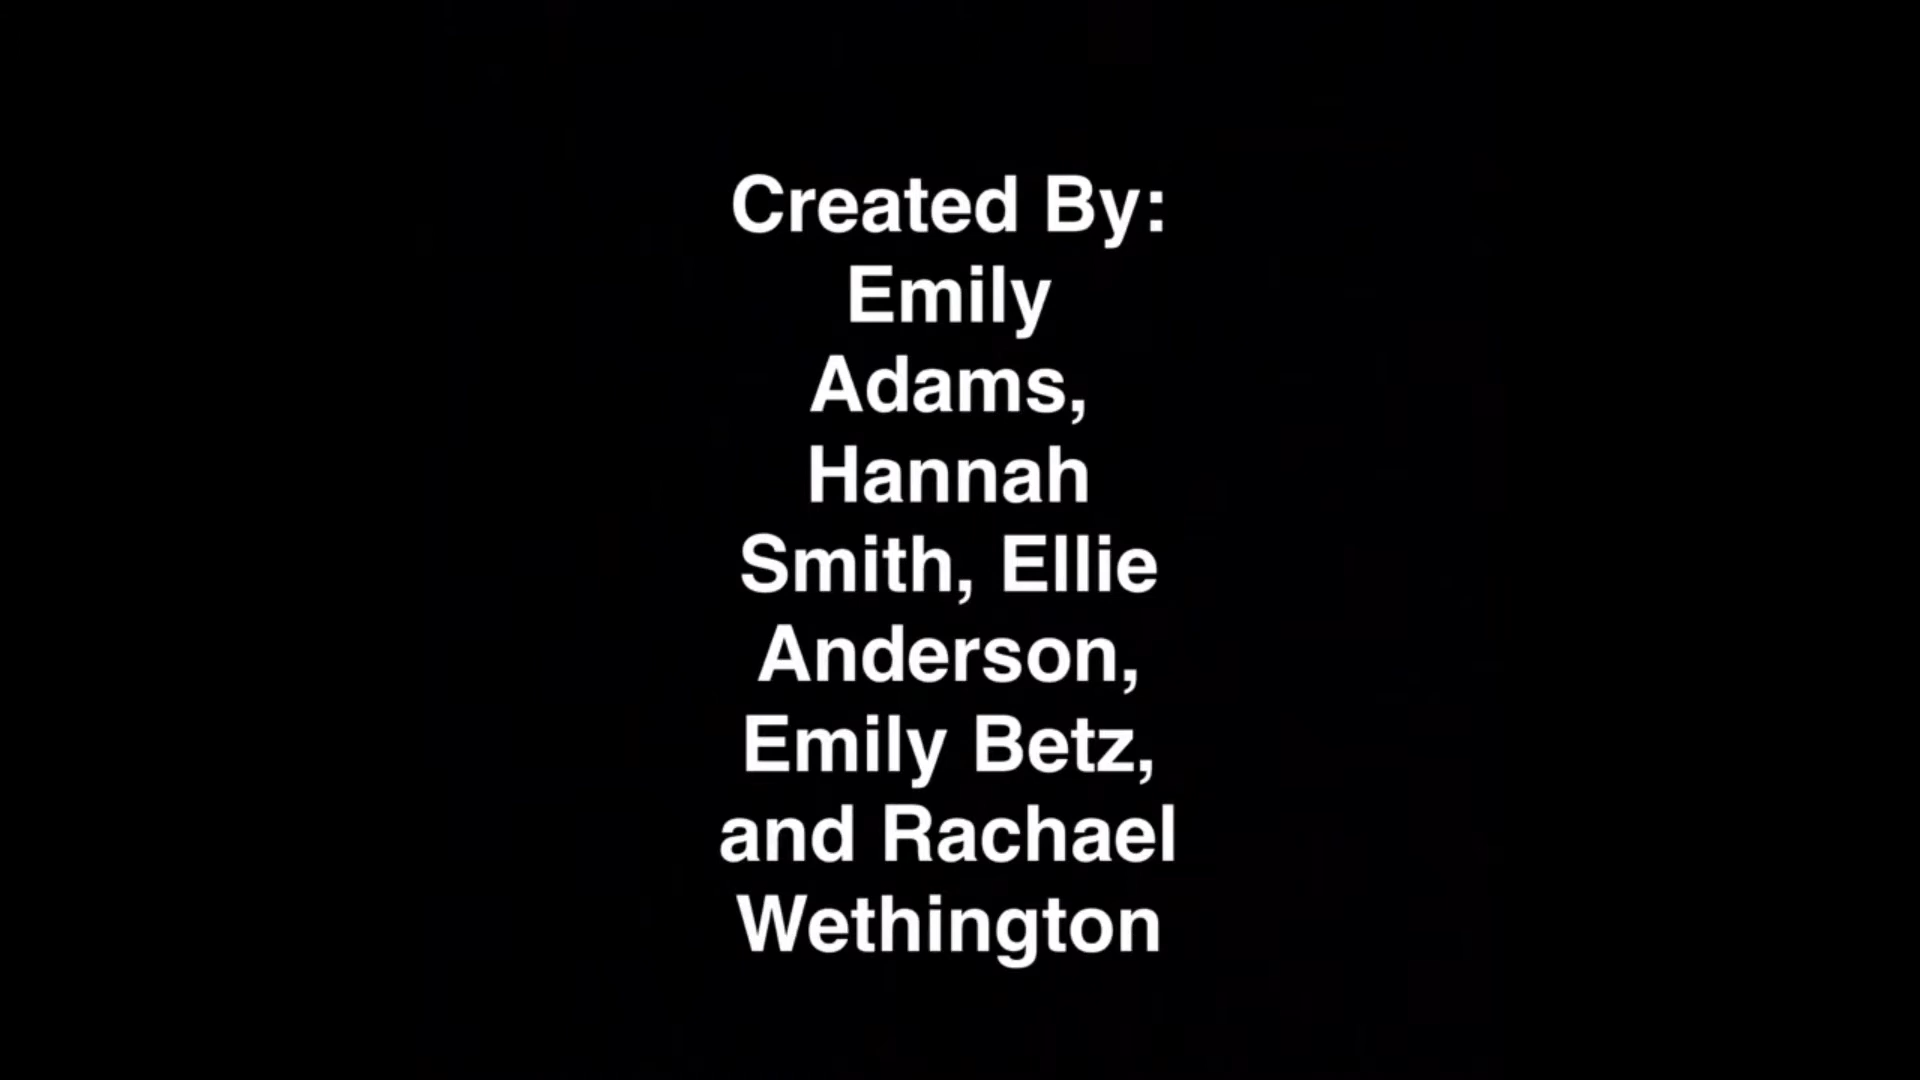 Created By:
Emily
Adams,
Hannah
Smith, Ellie
Anderson,
Emily Betz,
and Rachael
Wethington